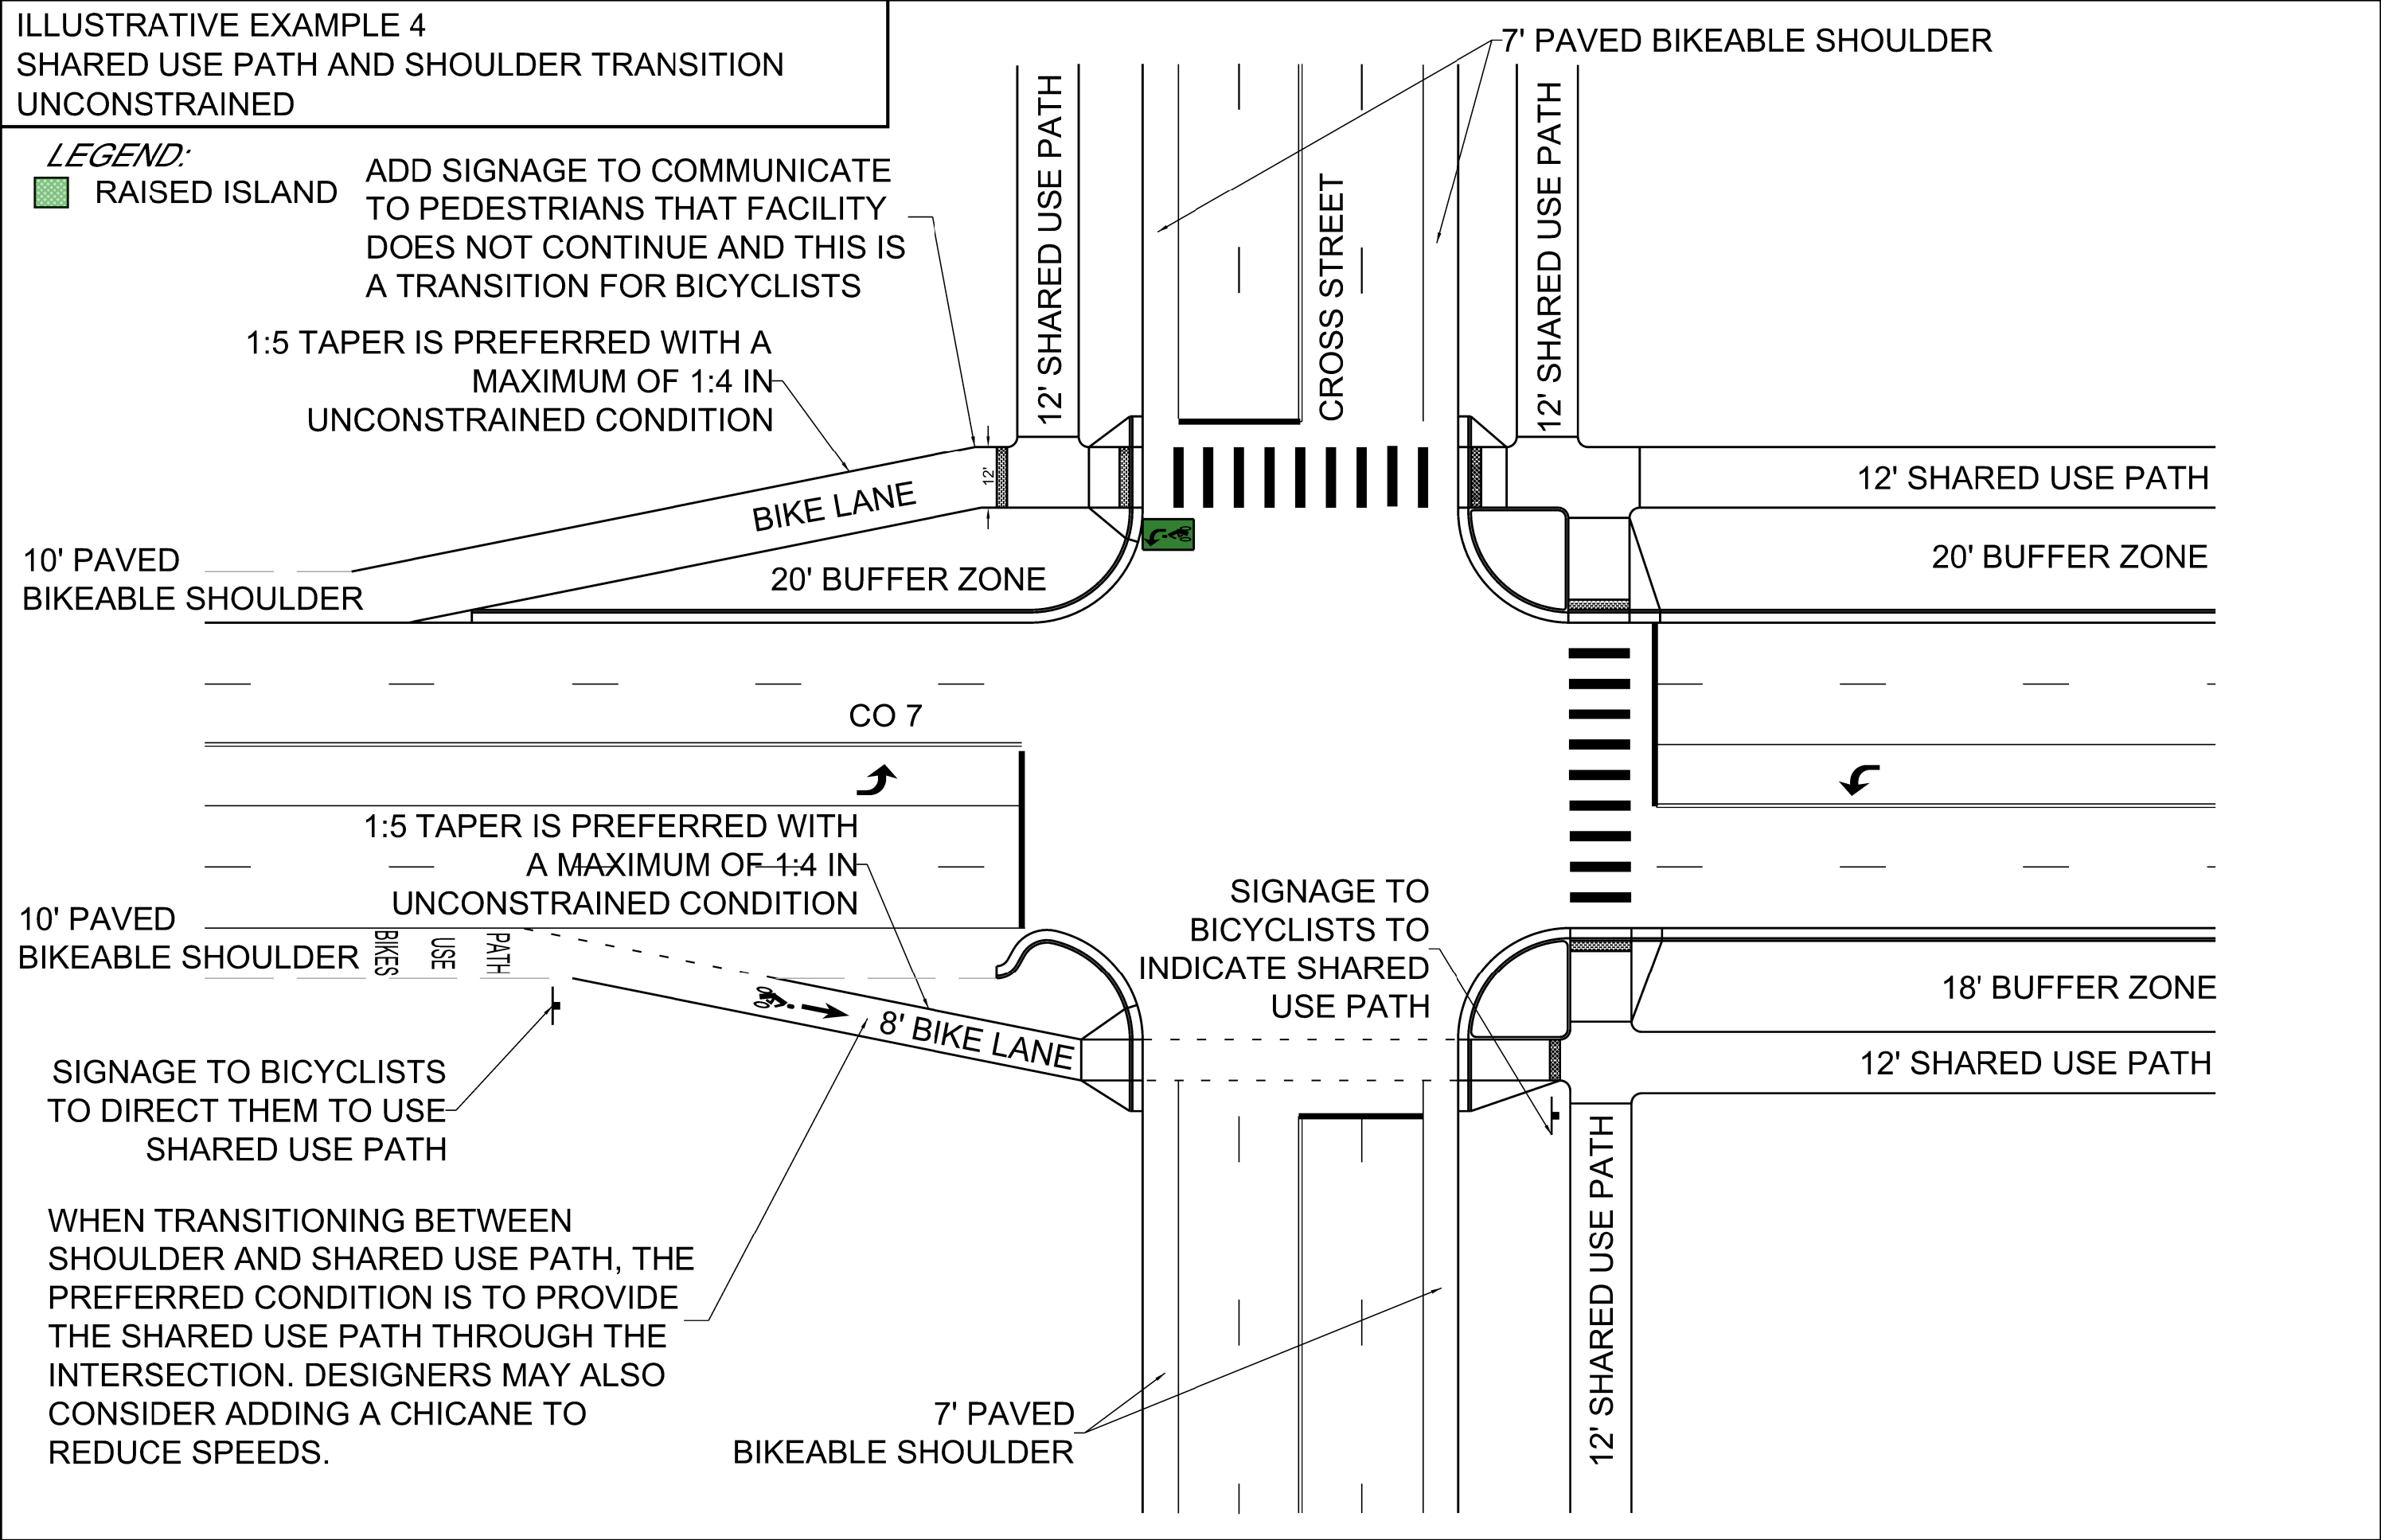 ILLUSTRATIVE EXAMPLE 4
SHARED USE PATH AND SHOULDER TRANSITION
UNCONSTRAINED
LEGEND:
RAISED ISLAND
ADD SIGNAGE TO COMMUNICATE
TO PEDESTRIANS THAT FACILITY
DOES NOT CONTINUE AND THIS IS
A TRANSITION FOR BICYCLISTS
1:5 TAPER IS PREFERRED WITH A
MAXIMUM OF 1:4 IN
UNCONSTRAINED CONDITION
7' PAVED BIKEABLE SHOULDER
12' SHARED USE PATH
CROSS STREET
12' SHARED USE PATH
12'
BIKE LANE
12' SHARED USE PATH
10' PAVED
BIKEABLE SHOULDER
20' BUFFER ZONE
20' BUFFER ZONE
CO 7
1:5 TAPER IS PREFERRED WITH
A MAXIMUM OF 1:4 IN
UNCONSTRAINED CONDITION
10' PAVED
BIKEABLE SHOULDER
BIKES
USE
PATH
SIGNAGE TO
BICYCLISTS TO
INDICATE SHARED
USE PATH
18' BUFFER ZONE
8' BIKE LANE
12' SHARED USE PATH
SIGNAGE TO BICYCLISTS
TO DIRECT THEM TO USE
SHARED USE PATH
WHEN TRANSITIONING BETWEEN
SHOULDER AND SHARED USE PATH, THE
PREFERRED CONDITION IS TO PROVIDE
THE SHARED USE PATH THROUGH THE
INTERSECTION. DESIGNERS MAY ALSO
CONSIDER ADDING A CHICANE TO
REDUCE SPEEDS.
7' PAVED
BIKEABLE SHOULDER
12' SHARED USE PATH